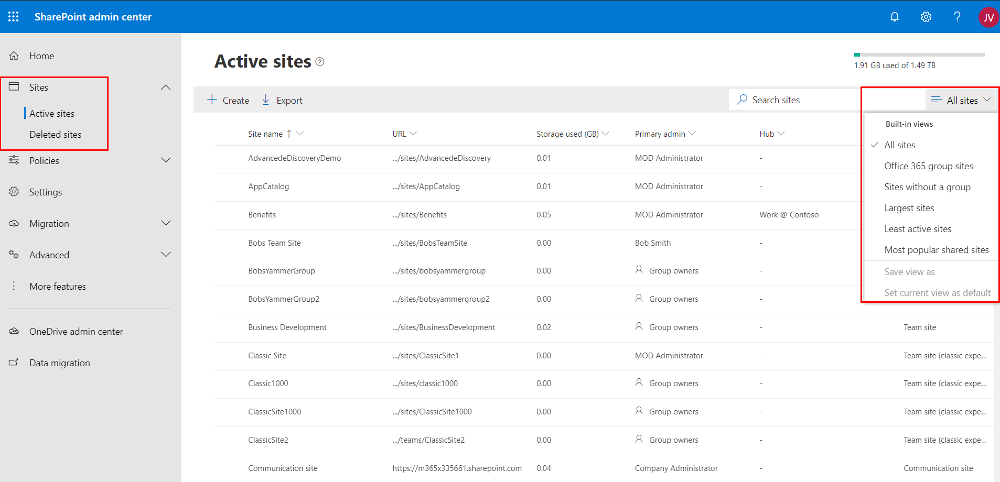 SharePoint admin center
JV
Home
Sites
Active sites
Deleted sites
Policies
Settings
Migration
Advanced
More features
OneDrive admin center
Data migration
Active sites
1.91 GB used of 1.49 TB
Create Export Search sites All sites
Site name URL Storage used (GB) Primary admin Hub
AdvancedeDiscoveryDemo .../sites/AdvancedeDiscovery 0.01 MOD Administrator -
AppCatalog .../sites/AppCatalog 0.01 MOD Administrator -
Benefits .../sites/Benefits 0.05 MOD Administrator Work @ Contoso
Bobs Team Site .../sites/BobsTeamSite 0.00 Bob Smith -
BobsYammerGroup .../sites/bobsyammergroup 0.00 Group owners -
BobsYammerGroup2 .../sites/bobsyammergroup2 0.00 Group owners -
Business Development .../sites/BusinessDevelopment 0.02 Group owners - Team site
Classic Site .../sites/ClassicSite1 0.00 MOD Administrator - Team site (classic expe...
Classic1000 .../sites/classic1000 0.00 Group owners - Team site (classic expe...
ClassicSite1000 .../sites/ClassicSite1000 0.00 Group owners - Team site (classic expe...
ClassicSite2 .../teams/ClassicSite2 0.00 Group owners - Team site (classic expe...
Communication site https://m365x335661.sharepoint.com 0.04 Company Administrator - Communication site
Built-in views
All sites
Office 365 group sites
Sites without a group
Largest sites
Least active sites
Most popular shared sites
Save view as
Set current view as default